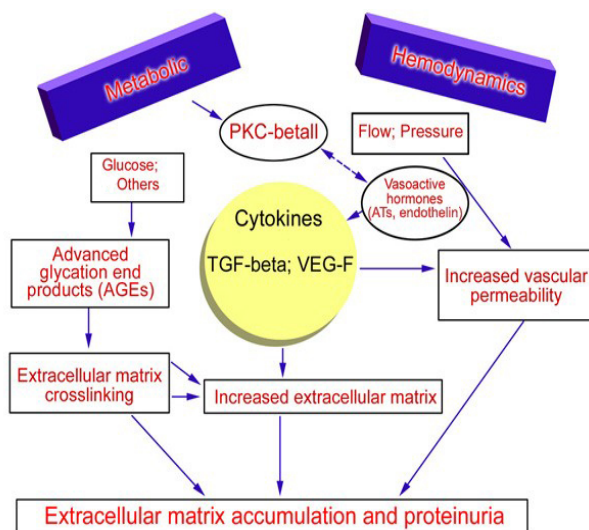 Metabolic
Hemodynamics
PKC-betaII
Flow; Pressure
Glucose;
Others
Vasoactive
hormones
(ATs, endothelin)
Cytokines
TGF-beta; VEG-F
Advanced
glycation end
products (AGEs)
Increased vascular
permeability
Extracellular matrix
crosslinking
Increased extracellular matrix
Extracellular matrix accumulation and proteinuria